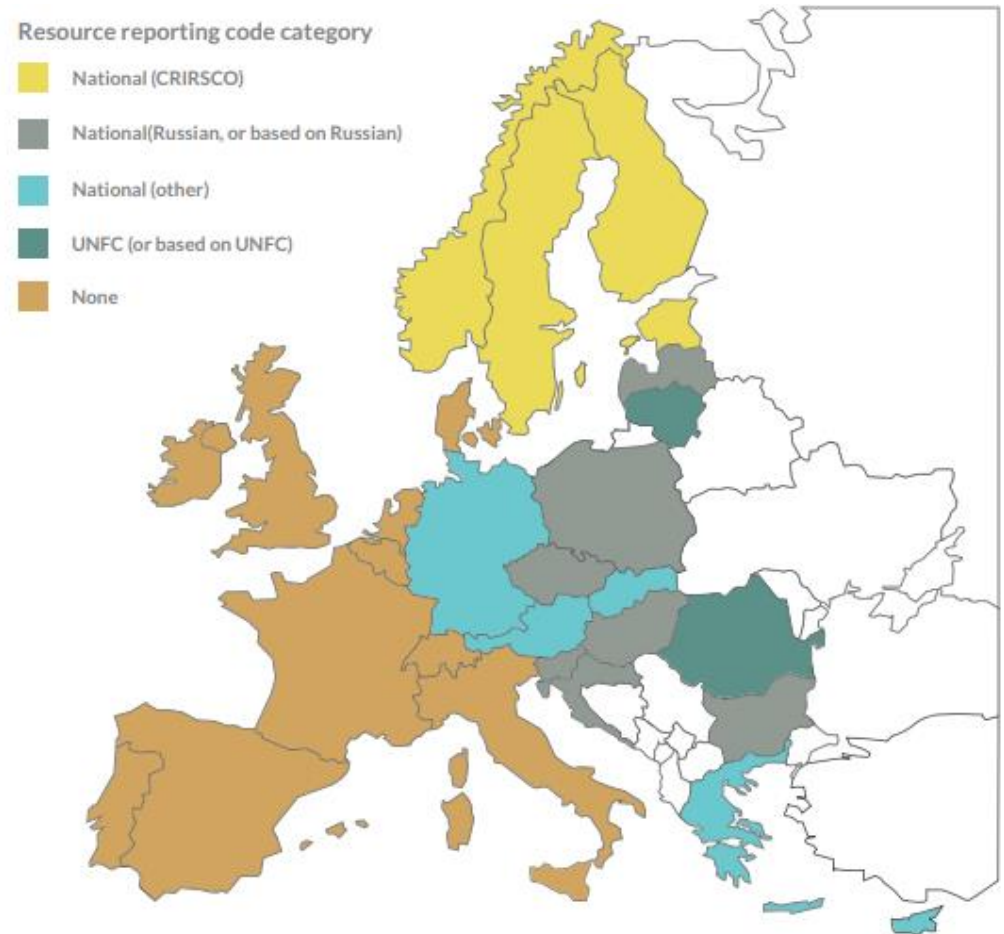 Resource reporting code category
National (CRIRSCO)
National(Russian, or based on Russian)
National (other)
UNFC (or based on UNFC)
None